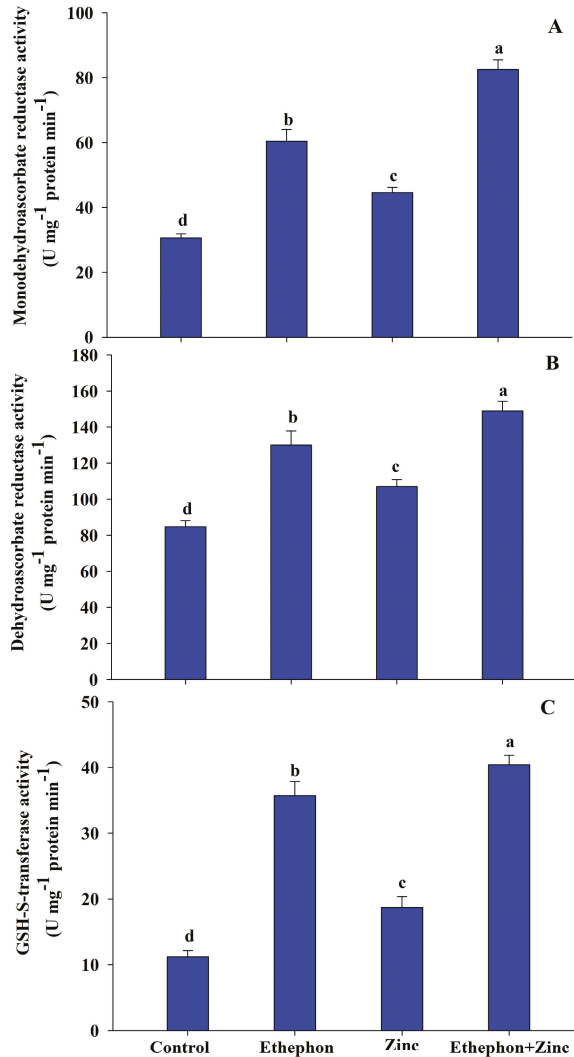 A
Monodehydroascorbate reductase activity
(U mg⁻¹ protein min⁻¹)
100
80
60
40
20
0
d
b
c
a
B
Dehydroascorbate reductase activity
(U mg⁻¹ protein min⁻¹)
180
160
140
120
100
80
60
40
20
0
d
b
c
a
C
GSH-S-transferase activity
(U mg⁻¹ protein min⁻¹)
50
40
30
20
10
0
d
b
c
a
Control Ethephon Zinc Ethephon+Zinc